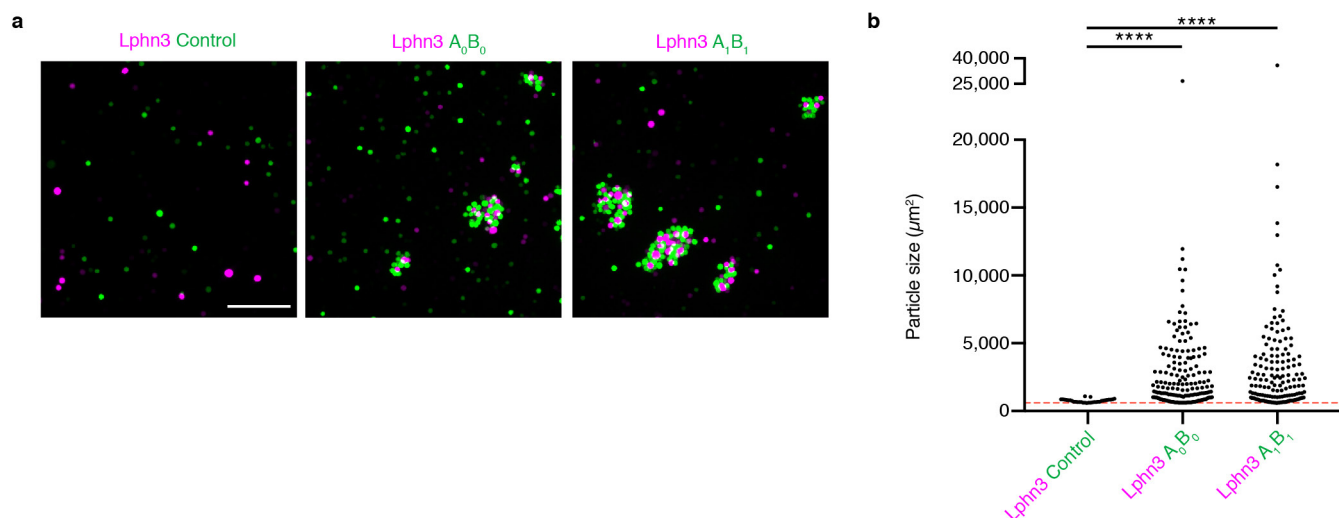 a
Lphn3 Control
Lphn3 A₀B₀
Lphn3 A₁B₁
b
****
****
40,000
25,000
20,000
15,000
10,000
5,000
0
Particle size (µm²)
Lphn3 Control
Lphn3 A₀B₀
Lphn3 A₁B₁